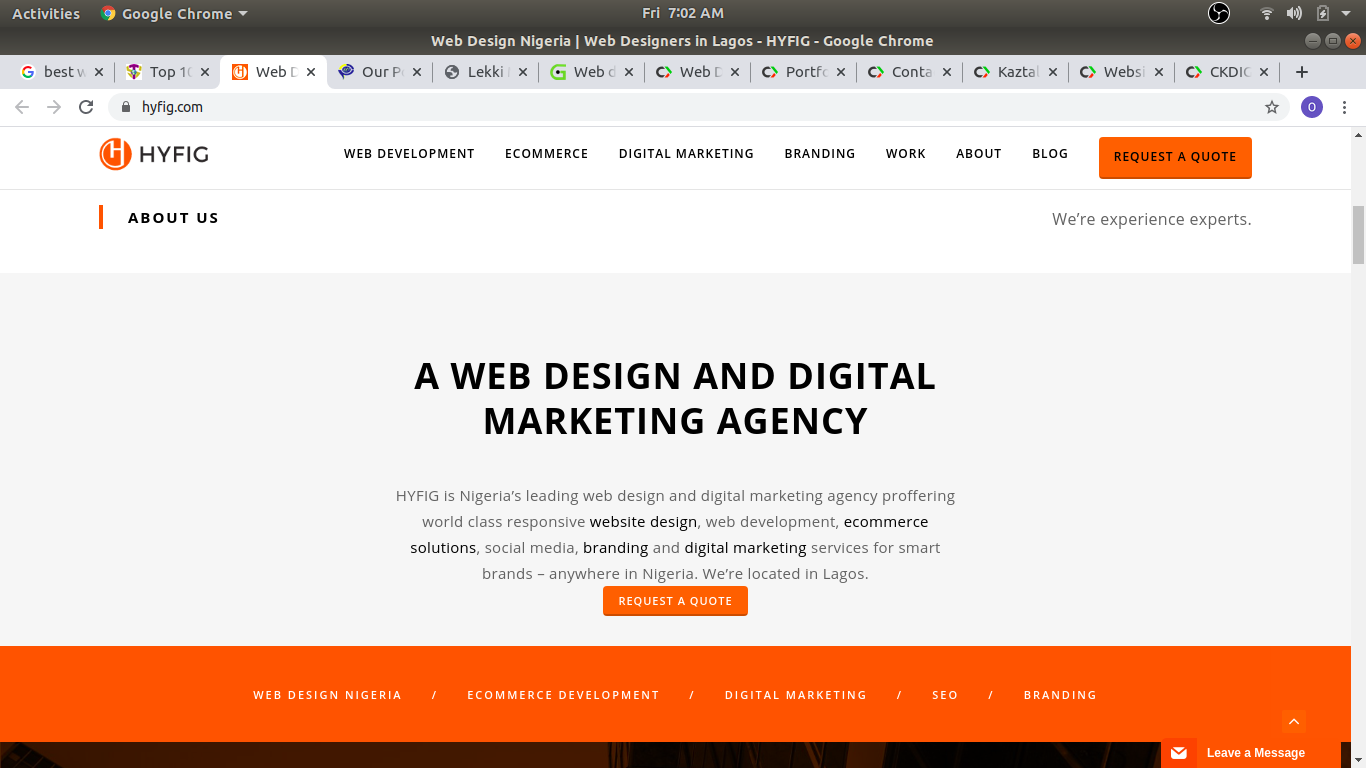 Activities Google Chrome Fri 7:02 AM
Web Design Nigeria | Web Designers in Lagos - HYFIG - Google Chrome
best w Top 10 Web D Our Po Lekki Web d Web D Portfo Conta Kaztal Websi CKDIC
hyfig.com O
HYFIG WEB DEVELOPMENT ECOMMERCE DIGITAL MARKETING BRANDING WORK ABOUT BLOG REQUEST A QUOTE
ABOUT US We’re experience experts.
A WEB DESIGN AND DIGITAL
MARKETING AGENCY
HYFIG is Nigeria’s leading web design and digital marketing agency proffering
world class responsive website design, web development, ecommerce
solutions, social media, branding and digital marketing services for smart
brands – anywhere in Nigeria. We’re located in Lagos.
REQUEST A QUOTE
WEB DESIGN NIGERIA / ECOMMERCE DEVELOPMENT / DIGITAL MARKETING / SEO / BRANDING
Leave a Message